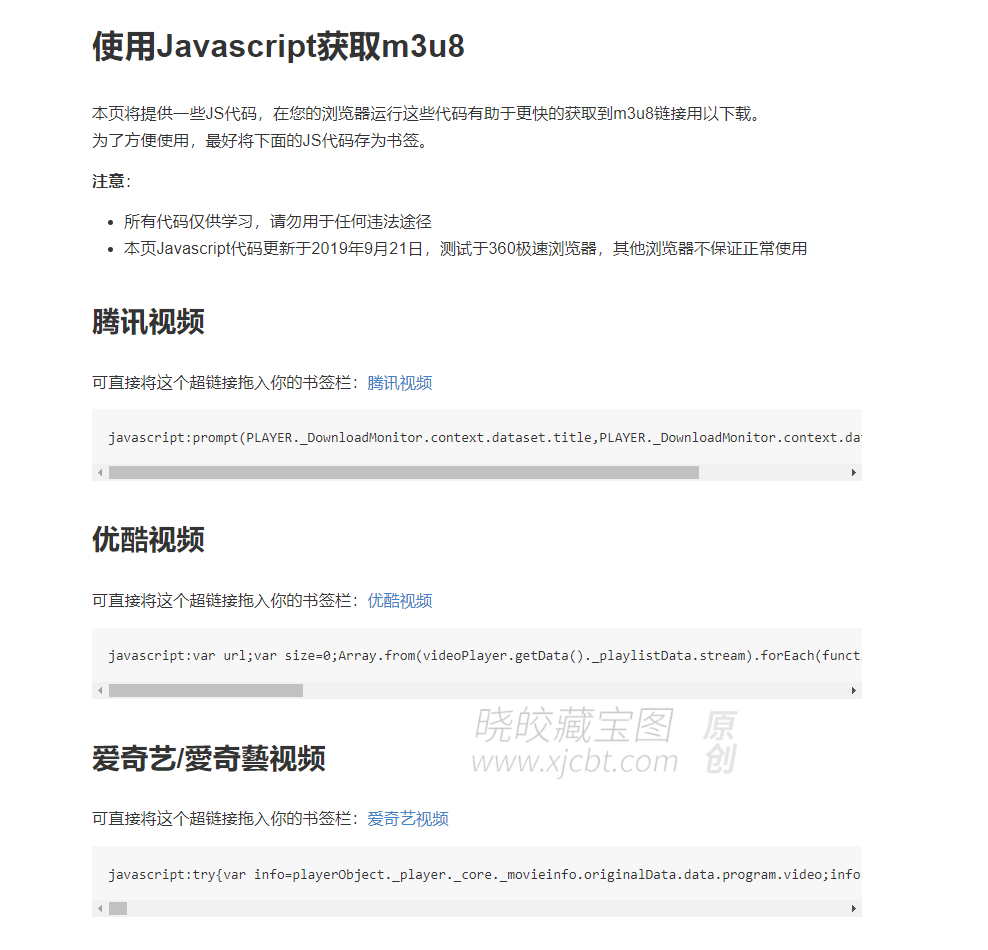 使用Javascript获取m3u8
本页将提供一些JS代码，在您的浏览器运行这些代码有助于更快的获取到m3u8链接用以下载。
为了方便使用，最好将下面的JS代码存为书签。
注意：
所有代码仅供学习，请勿用于任何违法途径
本页Javascript代码更新于2019年9月21日，测试于360极速浏览器，其他浏览器不保证正常使用
腾讯视频
可直接将这个超链接拖入你的书签栏：腾讯视频
javascript:prompt(PLAYER._DownloadMonitor.context.dataset.title,PLAYER._DownloadMonitor.context.dat
优酷视频
可直接将这个超链接拖入你的书签栏：优酷视频
javascript:var url;var size=0;Array.from(videoPlayer.getData()._playlistData.stream).forEach(functi
晓皎藏宝图 原创
www.xjcbt.com
爱奇艺/愛奇藝视频
可直接将这个超链接拖入你的书签栏：爱奇艺视频
javascript:try{var info=playerObject._player._core._movieinfo.originalData.data.program.video;info